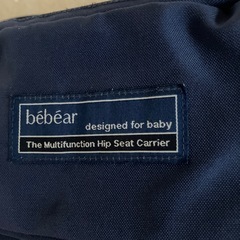 bébéar
designed for baby
The Multifunction Hip Seat Carrier